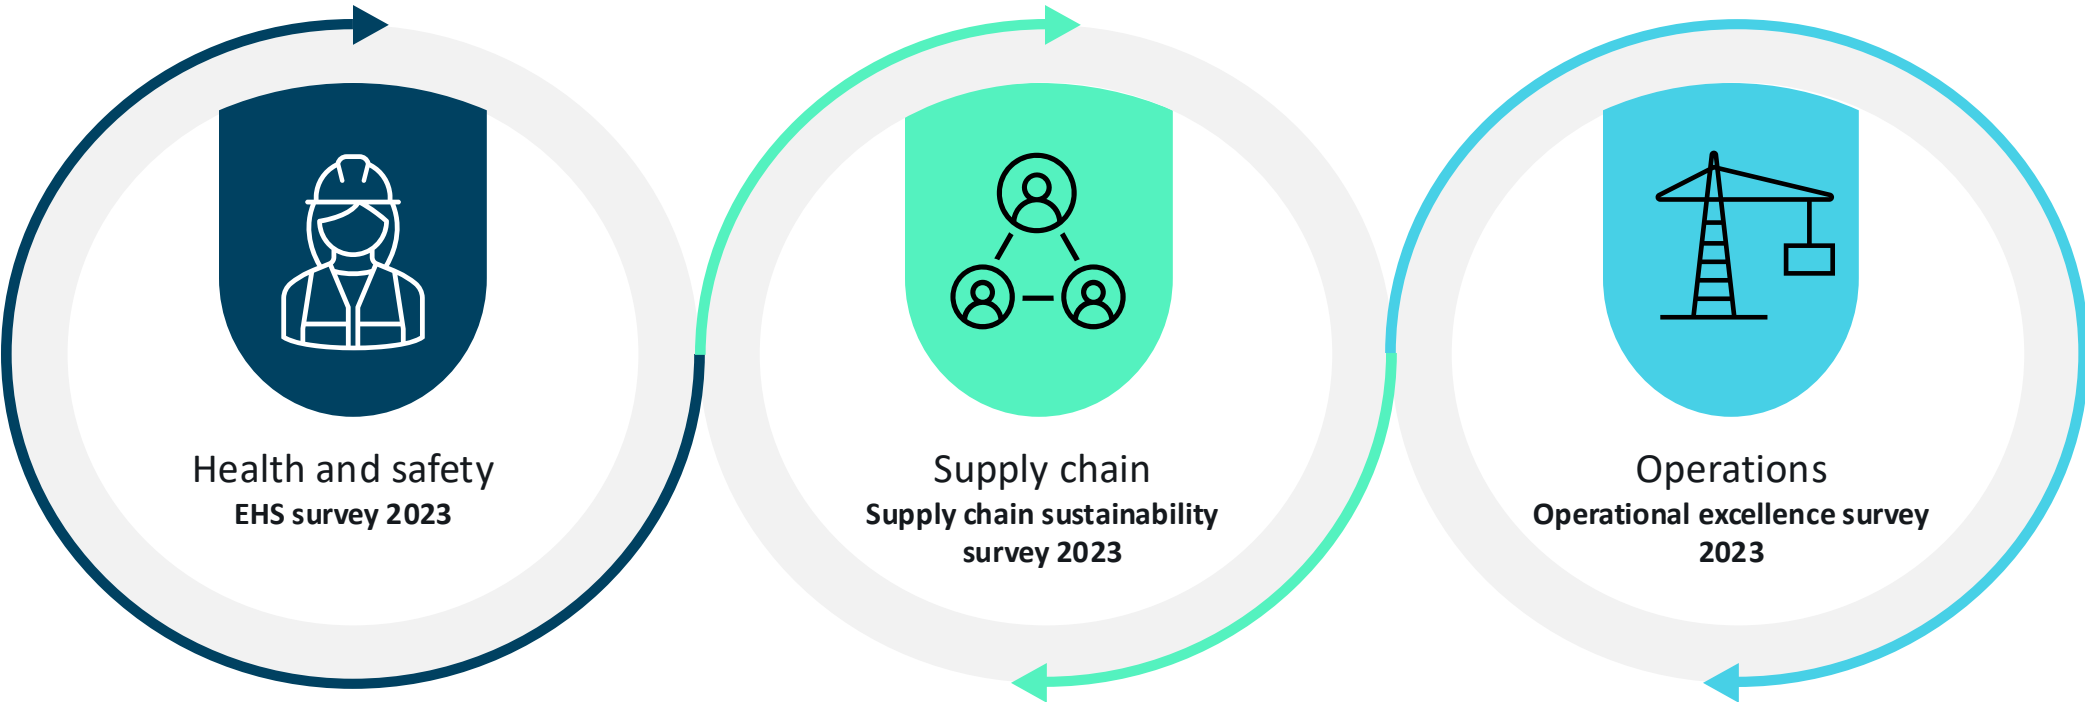 Health and safety
EHS survey 2023
Supply chain
Supply chain sustainability
survey 2023
Operations
Operational excellence survey
2023